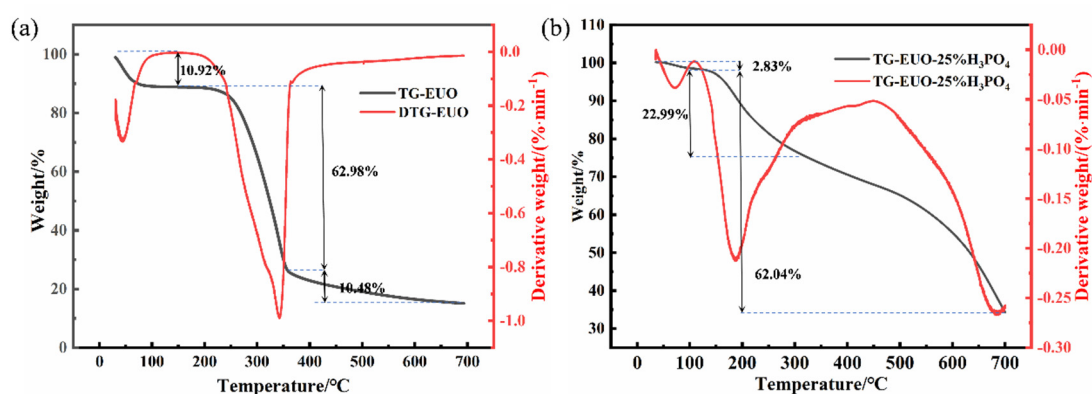 (a)
100
80
60
40
20
0
Weight/%
0 100 200 300 400 500 600 700
Temperature/°C
0.0
-0.2
-0.4
-0.6
-0.8
-1.0
Derivative weight/(%·min⁻¹)
10.92%
TG-EUO
DTG-EUO
62.98%
10.48%
(b)
110
100
90
80
70
60
50
40
30
Weight/%
0 100 200 300 400 500 600 700
Temperature/°C
0.00
-0.05
-0.10
-0.15
-0.20
-0.25
-0.30
Derivative weight/(%·min⁻¹)
TG-EUO-25%H₃PO₄
TG-EUO-25%H₃PO₄
2.83%
22.99%
62.04%